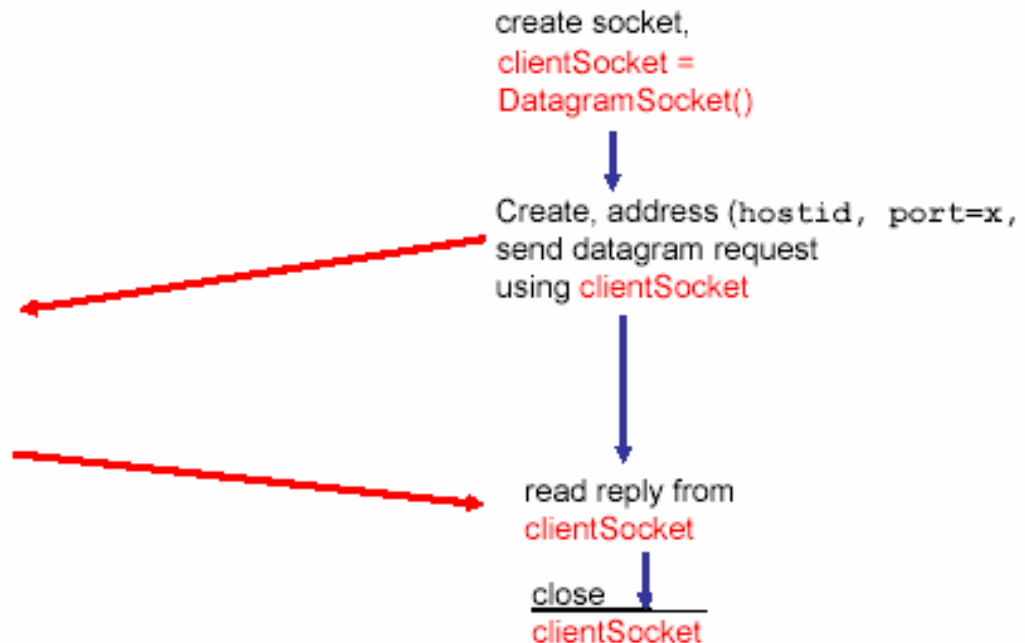 create socket,
clientSocket =
DatagramSocket()
Create, address (hostid, port=x,
send datagram request
using clientSocket
read reply from
clientSocket
close
clientSocket